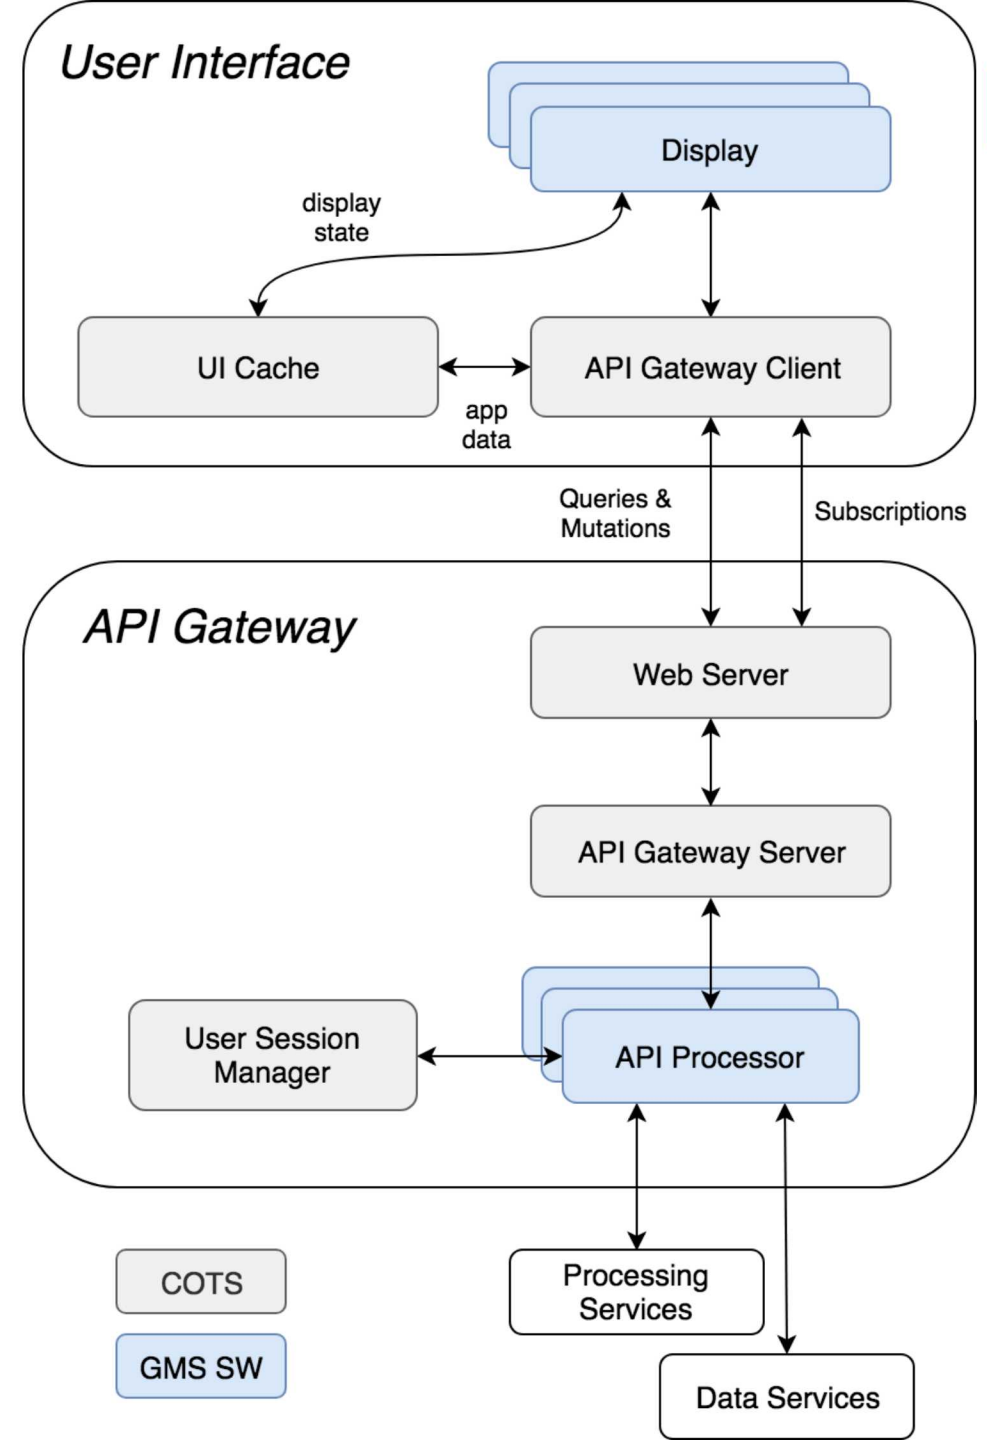 User Interface
Display
display
state
UI Cache
API Gateway Client
app
data
Queries &
Mutations
Subscriptions
API Gateway
Web Server
API Gateway Server
User Session
Manager
API Processor
COTS
GMS SW
Processing
Services
Data Services